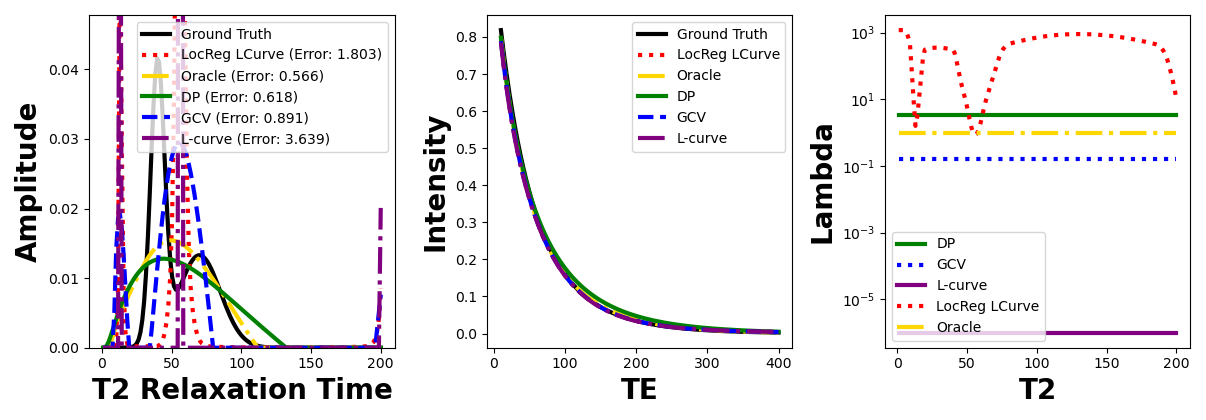 Amplitude
0.04
0.03
0.02
0.01
0.00
Ground Truth
LocReg LCurve (Error: 1.803)
Oracle (Error: 0.566)
DP (Error: 0.618)
GCV (Error: 0.891)
L-curve (Error: 3.639)
0 50 100 150 200
T2 Relaxation Time
Intensity
0.8
0.7
0.6
0.5
0.4
0.3
0.2
0.1
0.0
Ground Truth
LocReg LCurve
Oracle
DP
GCV
L-curve
0 100 200 300 400
TE
Lambda
10³
10¹
10⁻¹
10⁻³
10⁻⁵
DP
GCV
L-curve
LocReg LCurve
Oracle
0 50 100 150 200
T2